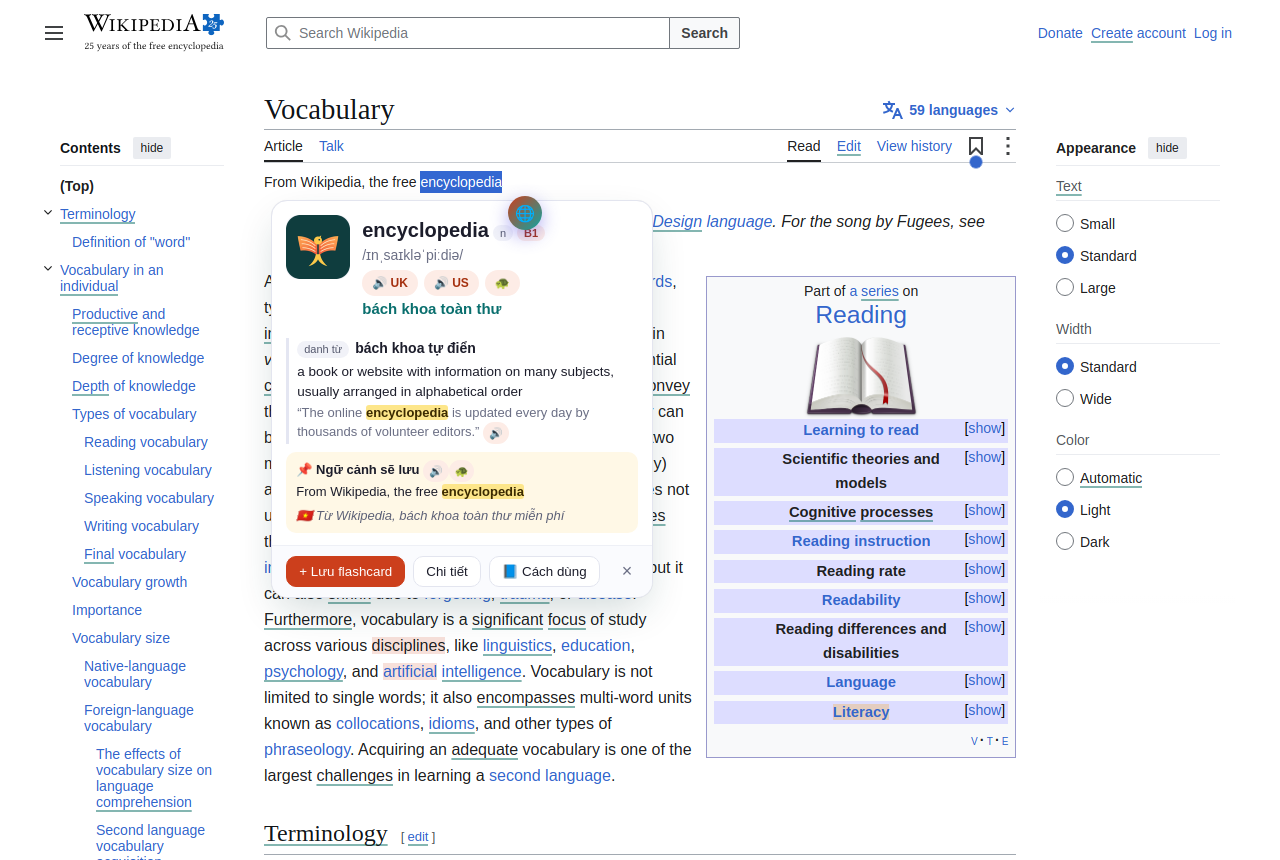 WIKIPEDIA 25
25 years of the free encyclopedia
Search Wikipedia
Search
Donate Create account Log in
Contents hide
(Top)
Terminology
Definition of "word"
Vocabulary in an
individual
Productive and
receptive knowledge
Degree of knowledge
Depth of knowledge
Types of vocabulary
Reading vocabulary
Listening vocabulary
Speaking vocabulary
Writing vocabulary
Final vocabulary
Vocabulary growth
Importance
Vocabulary size
Native-language
vocabulary
Foreign-language
vocabulary
The effects of
vocabulary size on
language
comprehension
Second language
vocabulary
acquisition
Vocabulary
59 languages
Article Talk
Read Edit View history
From Wikipedia, the free encyclopedia
Design language. For the song by Fugees, see
encyclopedia n B1
/ɪnˌsaɪkləˈpiːdiə/
🔊 UK 🔊 US 🐢
bách khoa toàn thư
danh từ bách khoa tự điển
a book or website with information on many subjects,
usually arranged in alphabetical order
“The online encyclopedia is updated every day by
thousands of volunteer editors.” 🔊
📌 Ngữ cảnh sẽ lưu 🔊 🐢
From Wikipedia, the free encyclopedia
🇻🇳 Từ Wikipedia, bách khoa toàn thư miễn phí
+ Lưu flashcard
Chi tiết
📘 Cách dùng
×
Furthermore, vocabulary is a significant focus of study
across various disciplines, like linguistics, education,
psychology, and artificial intelligence. Vocabulary is not
limited to single words; it also encompasses multi-word units
known as collocations, idioms, and other types of
phraseology. Acquiring an adequate vocabulary is one of the
largest challenges in learning a second language.
Terminology [ edit ]
Part of a series on
Reading
Learning to read [show]
Scientific theories and
models [show]
Cognitive processes [show]
Reading instruction [show]
Reading rate [show]
Readability [show]
Reading differences and
disabilities [show]
Language [show]
Literacy [show]
V • T • E
Appearance hide
Text
Small
Standard
Large
Width
Standard
Wide
Color
Automatic
Light
Dark